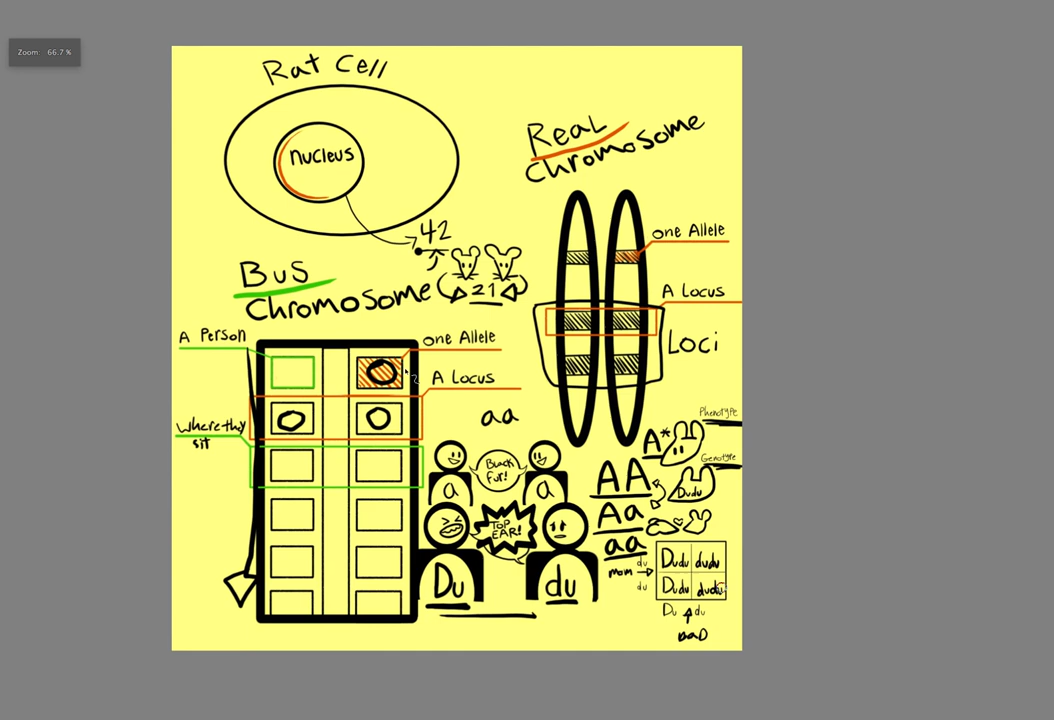 Zoom: 66.7 %
Rat Cell
nucleus
42
21
Real
Chromosome
one Allele
A Locus
Loci
Bus
Chromosome
A Person
one Allele
A Locus
Where they
sit
aa
Black
Fur!
a
a
TOP
EAR!
Du
du
Phenotype
A*
Genotype
AA
Dudu
Aa
aa
mom
du
du
Dudu
dudu
Dudu
dudu
Du
du
DaD